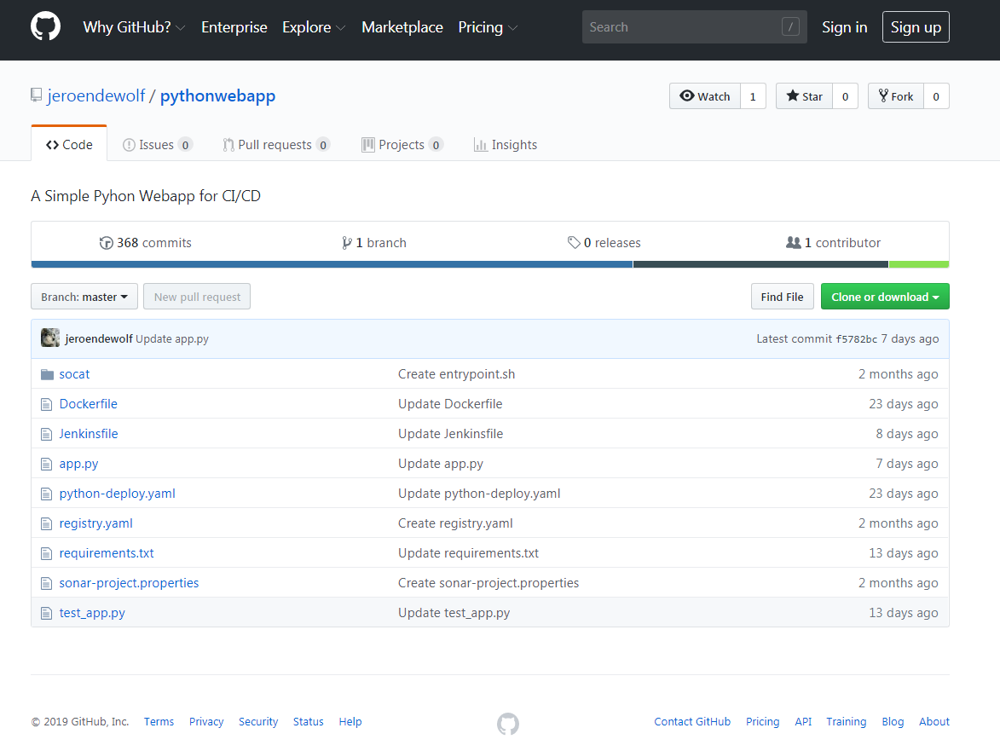 Why GitHub? Enterprise Explore Marketplace Pricing Search / Sign in Sign up
jeroendewolf / pythonwebapp Watch 1 Star 0 Fork 0
Code Issues 0 Pull requests 0 Projects 0 Insights
A Simple Pyhon Webapp for CI/CD
368 commits 1 branch 0 releases 1 contributor
Branch: master New pull request Find File Clone or download
jeroendewolf Update app.py Latest commit f5782bc 7 days ago
socat Create entrypoint.sh 2 months ago
Dockerfile Update Dockerfile 23 days ago
Jenkinsfile Update Jenkinsfile 8 days ago
app.py Update app.py 7 days ago
python-deploy.yaml Update python-deploy.yaml 23 days ago
registry.yaml Create registry.yaml 2 months ago
requirements.txt Update requirements.txt 13 days ago
sonar-project.properties Create sonar-project.properties 2 months ago
test_app.py Update test_app.py 13 days ago
© 2019 GitHub, Inc. Terms Privacy Security Status Help Contact GitHub Pricing API Training Blog About